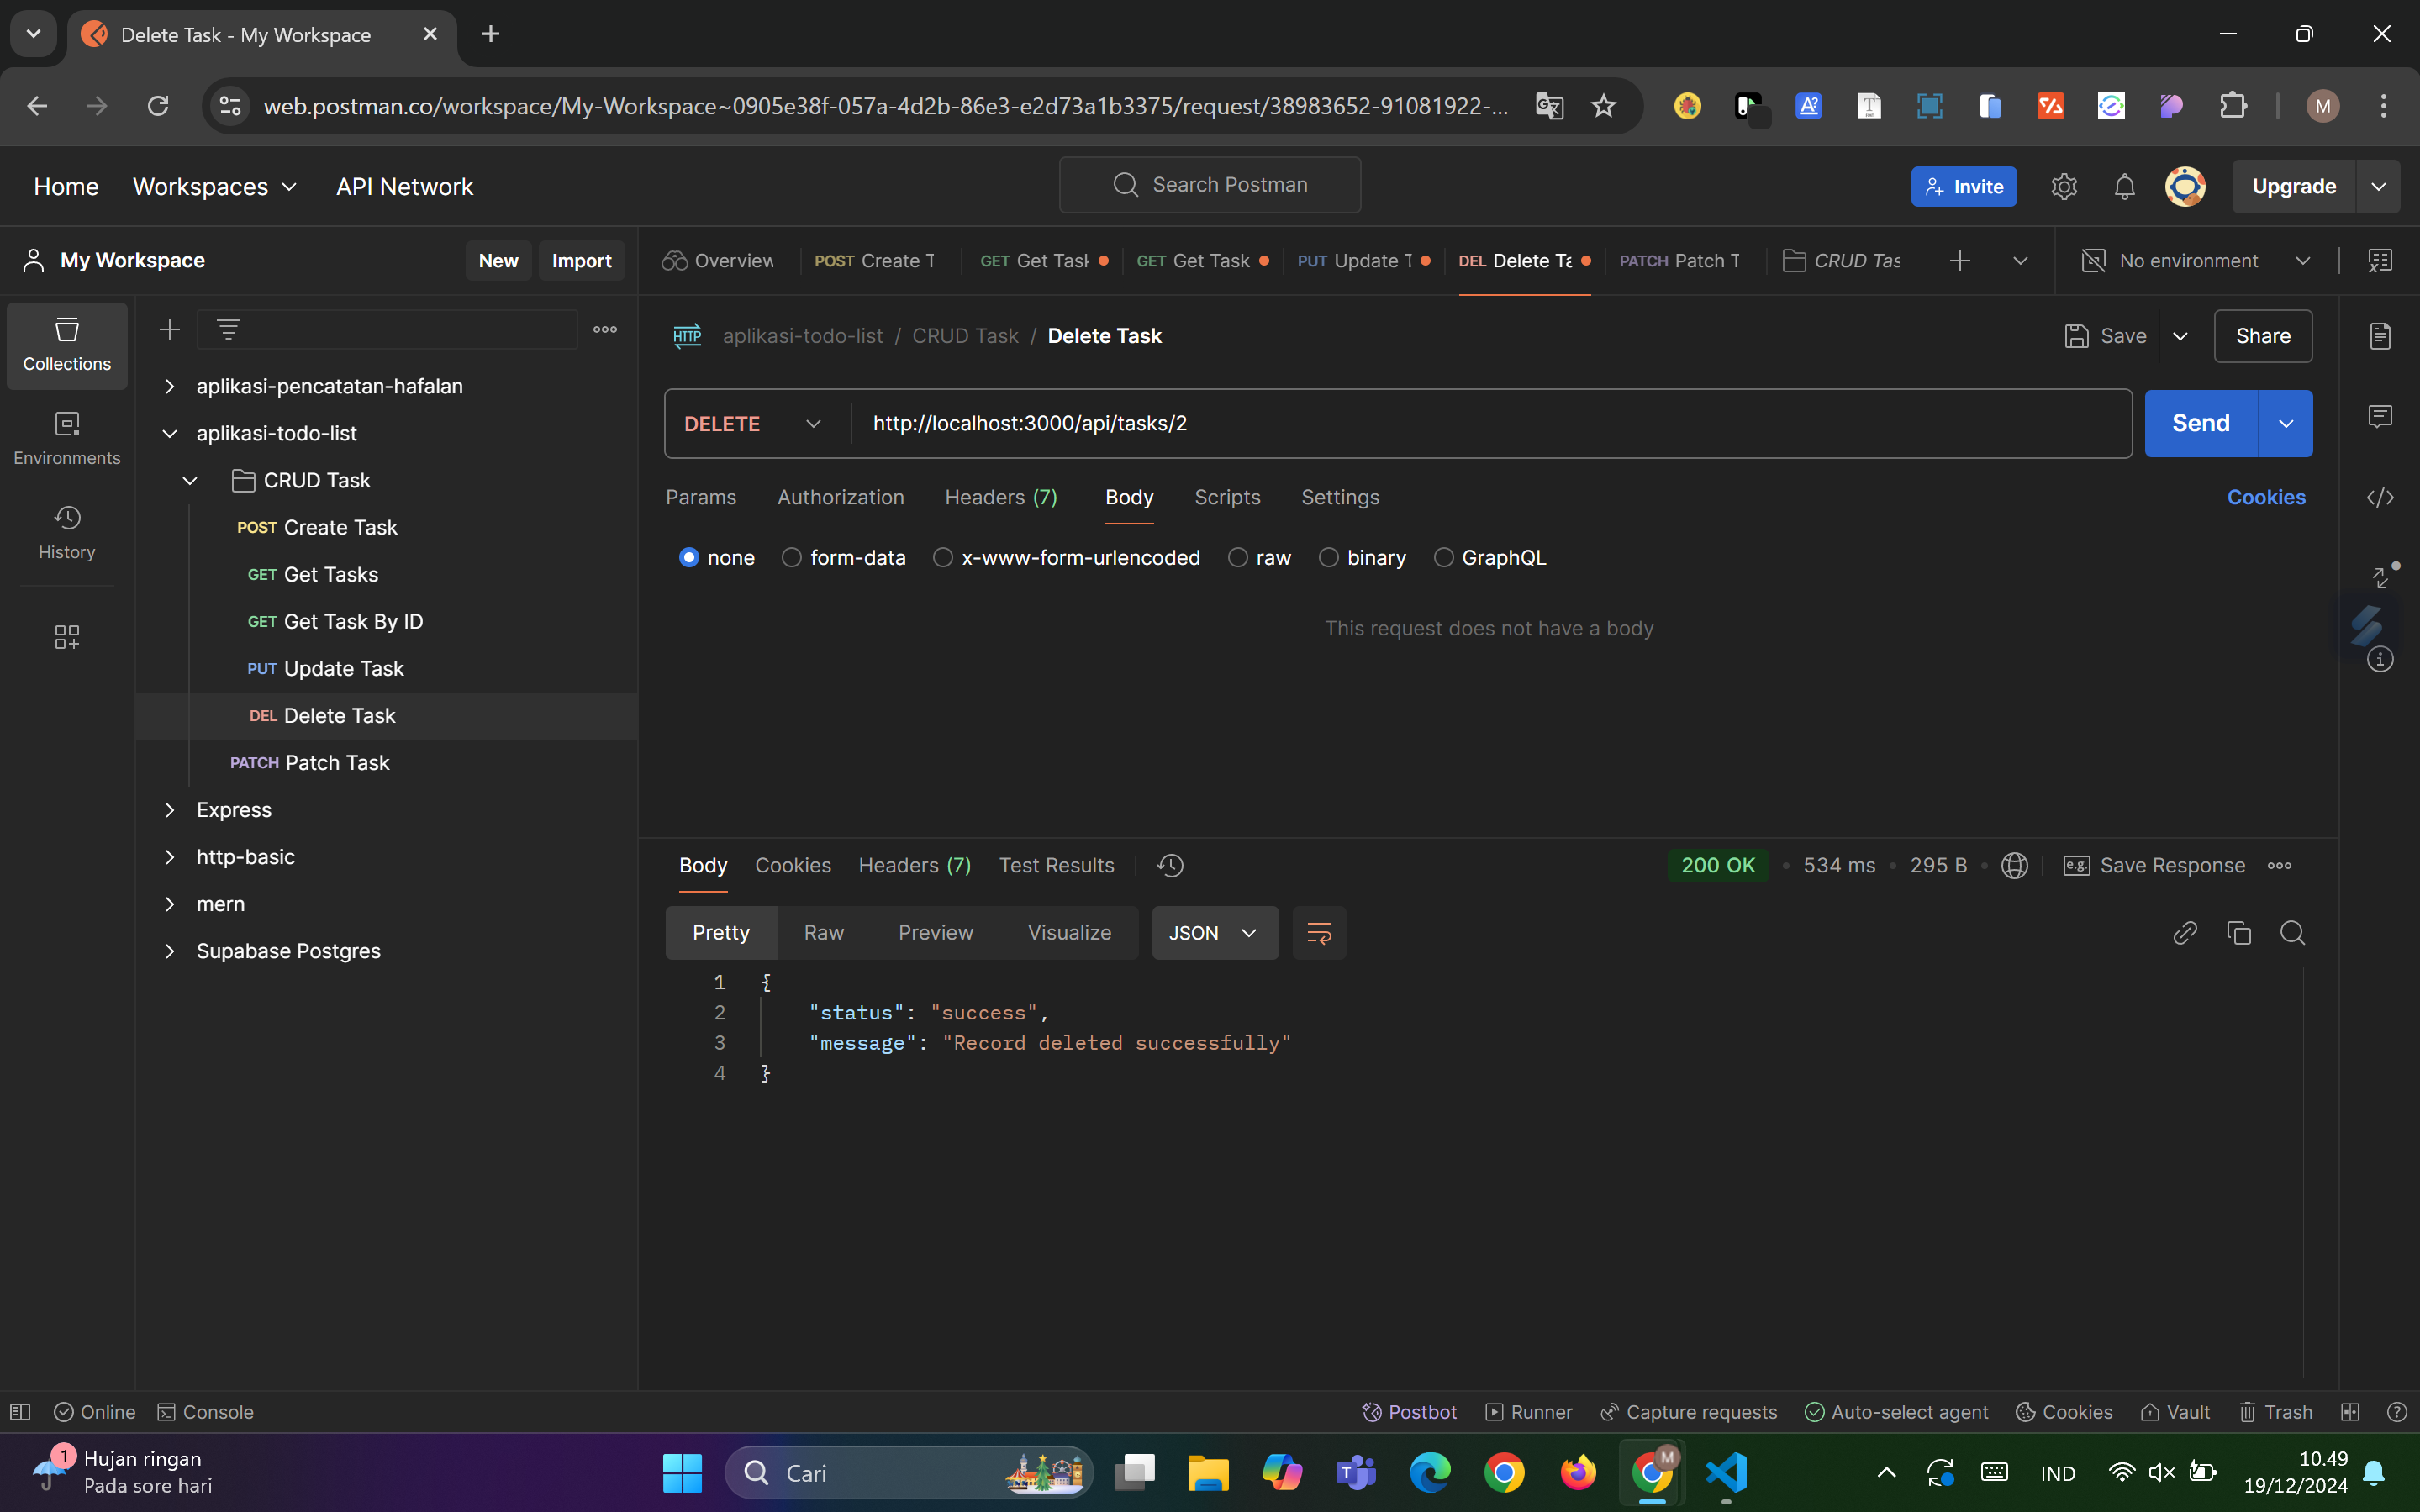 Delete Task - My Workspace
web.postman.co/workspace/My-Workspace~0905e38f-057a-4d2b-86e3-e2d73a1b3375/request/38983652-91081922-...
M
Home Workspaces API Network
Search Postman
Invite
Upgrade
My Workspace
New Import
Overview
POST Create T
GET Get Task
GET Get Task
PUT Update T
DEL Delete Ta
PATCH Patch T
CRUD Tas
No environment
Collections
Environments
History
aplikasi-pencatatan-hafalan
aplikasi-todo-list
CRUD Task
POST Create Task
GET Get Tasks
GET Get Task By ID
PUT Update Task
DEL Delete Task
PATCH Patch Task
Express
http-basic
mern
Supabase Postgres
HTTP aplikasi-todo-list / CRUD Task / Delete Task
Save Share
DELETE http://localhost:3000/api/tasks/2
Send
Params Authorization Headers (7) Body Scripts Settings Cookies
none form-data x-www-form-urlencoded raw binary GraphQL
This request does not have a body
Body Cookies Headers (7) Test Results
200 OK • 534 ms • 295 B • e.g. Save Response
Pretty Raw Preview Visualize JSON
1 {
2 "status": "success",
3 "message": "Record deleted successfully"
4 }
Online Console
Postbot Runner Capture requests Auto-select agent Cookies Vault Trash
1
Hujan ringan
Pada sore hari
Cari
M
IND
10.49
19/12/2024